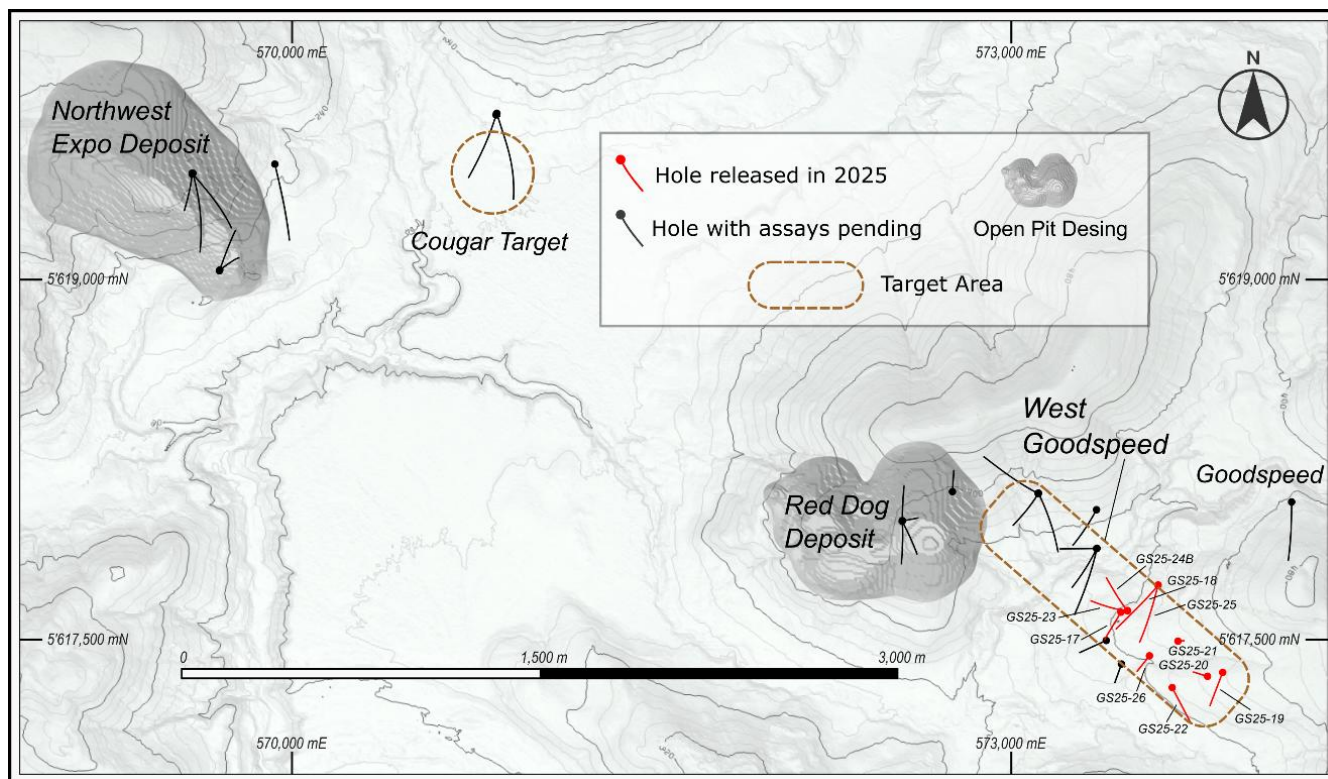 570,000 mE
573,000 mE
N
Northwest
Expo Deposit
Cougar Target
Hole released in 2025
Hole with assays pending
Open Pit Desing
Target Area
5'619,000 mN
5'619,000 mN
West
Goodspeed
Goodspeed
Red Dog
Deposit
GS25-24B
GS25-18
GS25-25
GS25-23
GS25-17
GS25-21
GS25-20
GS25-26
GS25-19
GS25-22
5'617,500 mN
5'617,500 mN
0
1,500 m
3,000 m
570,000 mE
573,000 mE